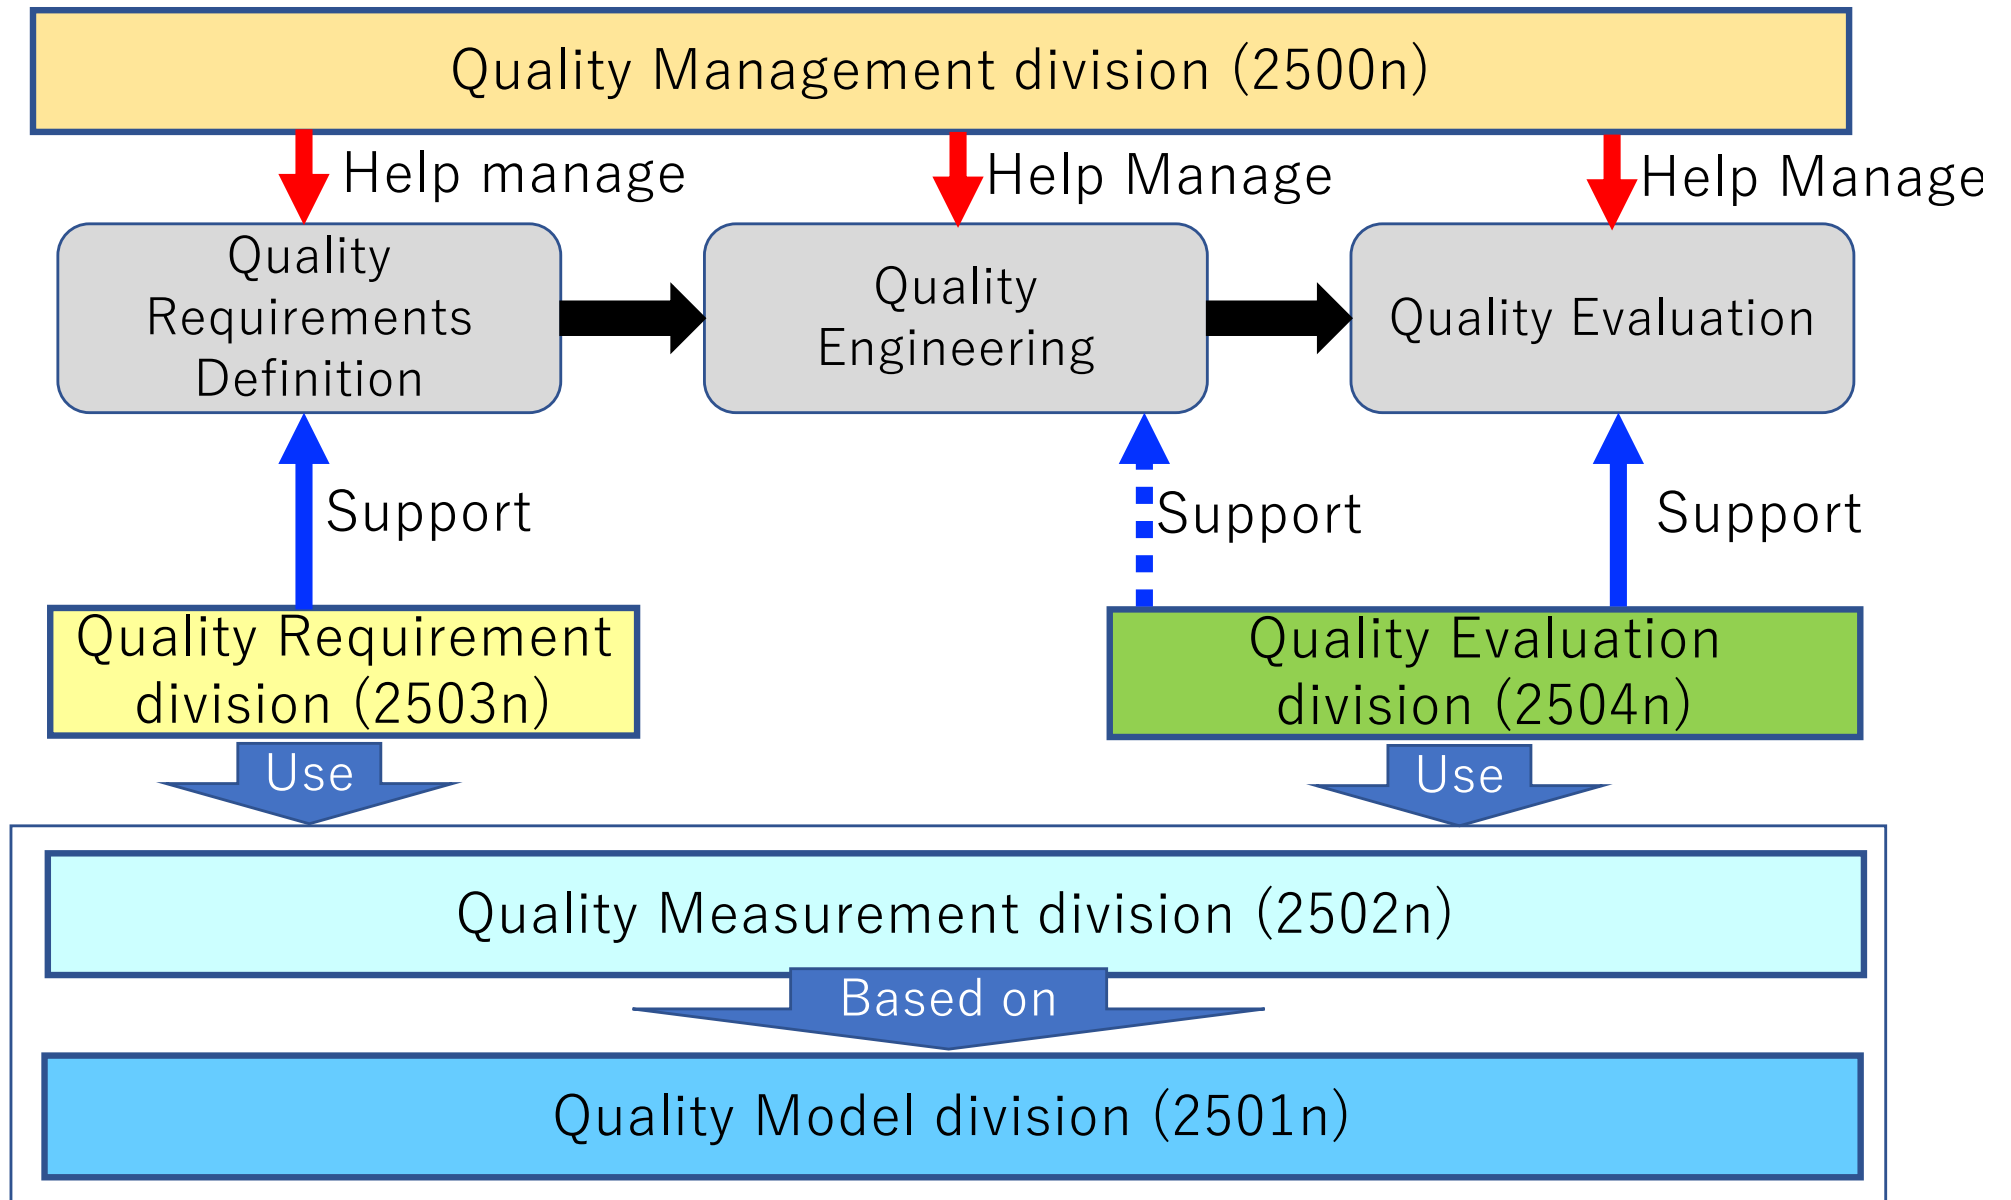 Quality Management division (2500n)
Help manage
Help Manage
Help Manage
Quality
Requirements
Definition
Quality
Engineering
Quality Evaluation
Support
Support
Support
Quality Requirement
division (2503n)
Quality Evaluation
division (2504n)
Use
Use
Quality Measurement division (2502n)
Based on
Quality Model division (2501n)